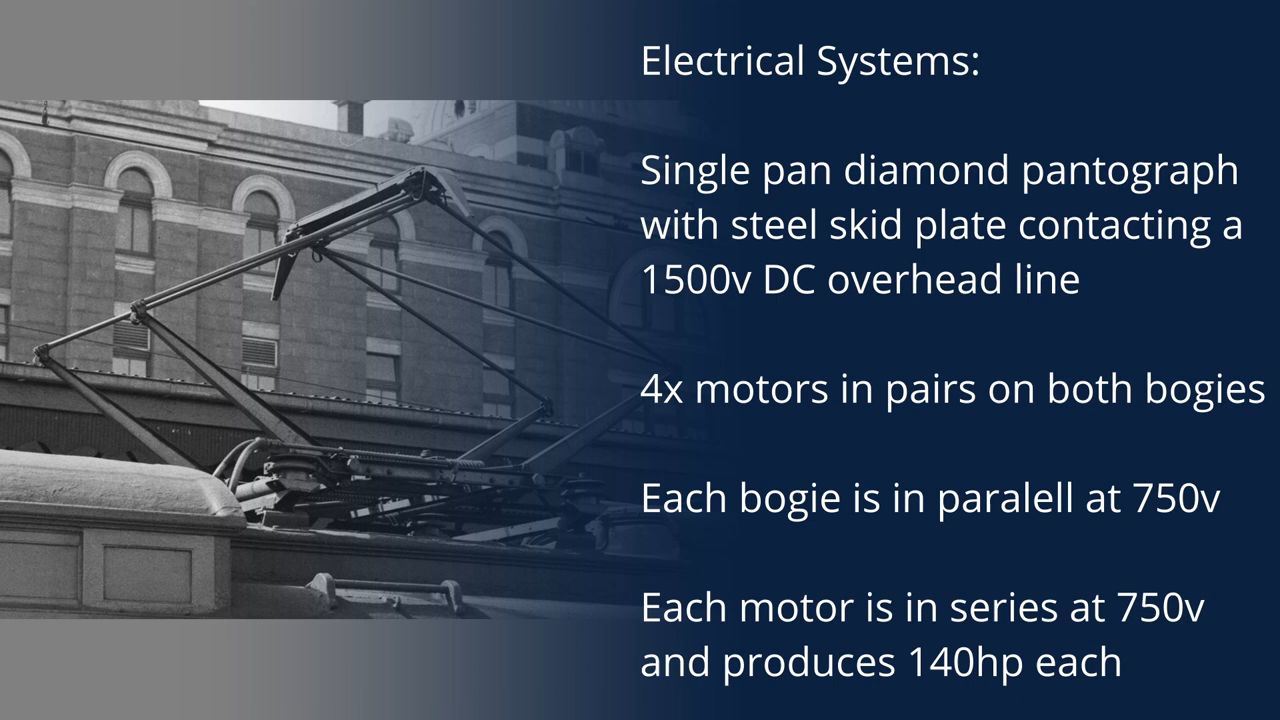 Electrical Systems:
Single pan diamond pantograph
with steel skid plate contacting a
1500v DC overhead line
4x motors in pairs on both bogies
Each bogie is in paralell at 750v
Each motor is in series at 750v
and produces 140hp each